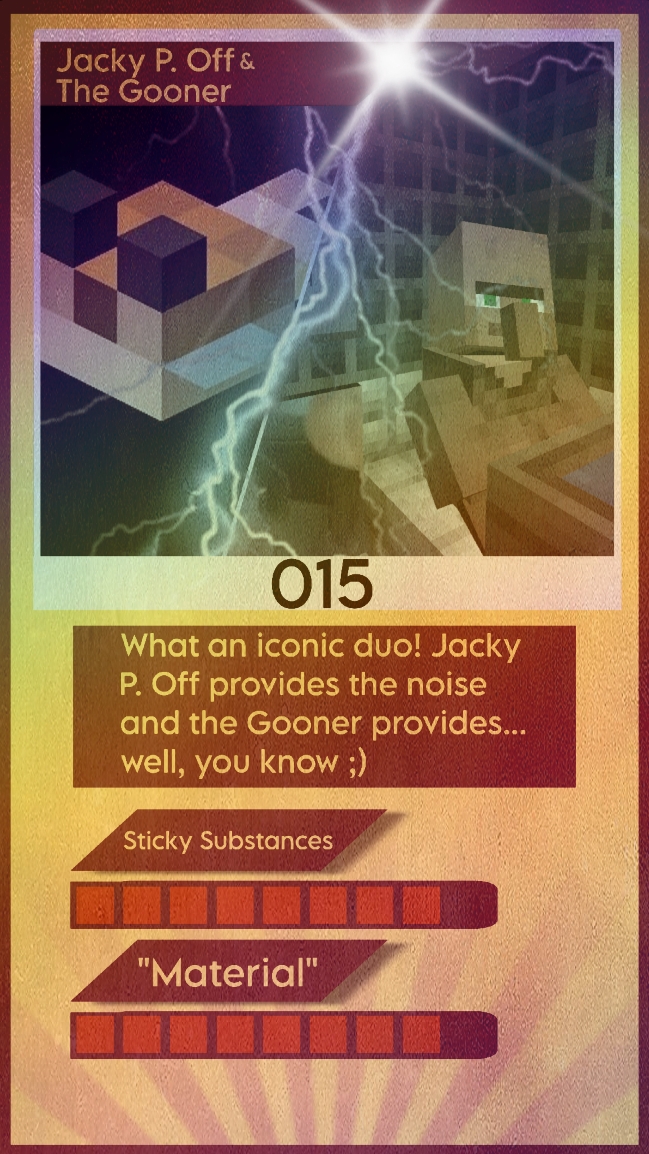 Jacky P. Off &
The Gooner
015
What an iconic duo! Jacky
P. Off provides the noise
and the Gooner provides...
well, you know ;)
Sticky Substances
"Material"